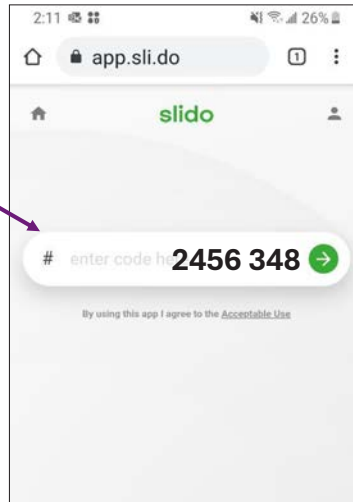 2:11 26%
app.sli.do 1
slido
# enter code he 2456 348
By using this app I agree to the Acceptable Use